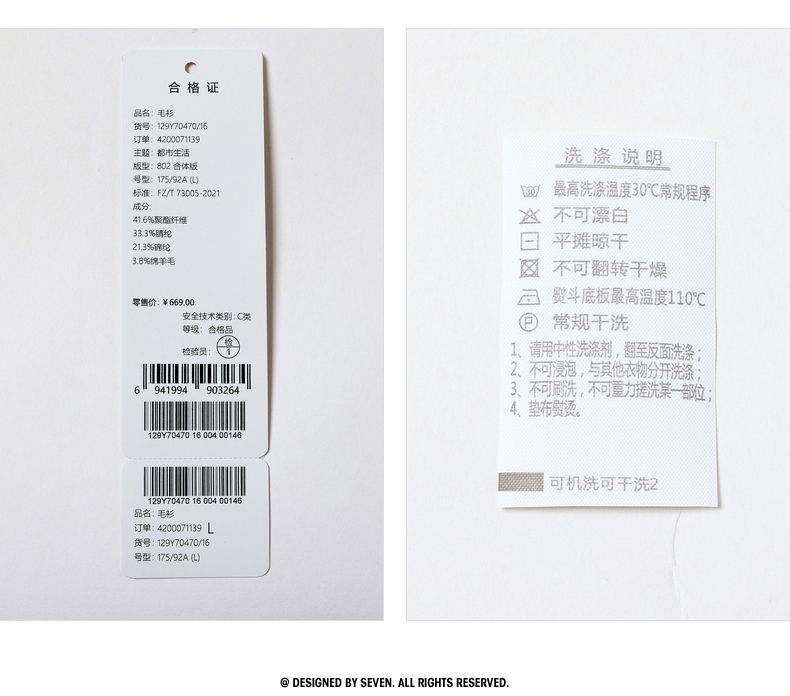 合格证
品名: 毛衫
货号: 129Y70470/16
订单: 4200071139
主题: 都市生活
版型: 802 合体版
号型: 175/92A (L)
标准: FZ/T 73005-2021
成分:
41.6%聚酯纤维
33.3%腈纶
21.3%锦纶
3.8%绵羊毛
零售价: ¥669.00
安全技术类别: C类
等级: 合格品
检验员: 检1
6 941994 903264
129Y70470 16 004 00146
129Y70470 16 004 00146
品名: 毛衫
订单: 4200071139 L
货号: 129Y70470/16
号型: 175/92A (L)
洗涤说明
最高洗涤温度30℃常规程序
不可漂白
平摊晾干
不可翻转干燥
熨斗底板最高温度110℃
P 常规干洗
1、请用中性洗涤剂，翻至反面洗涤；
2、不可浸泡，与其他衣物分开洗涤；
3、不可刷洗，不可重力搓洗某一部位；
4、垫布熨烫。
可机洗可干洗2
@ DESIGNED BY SEVEN. ALL RIGHTS RESERVED.